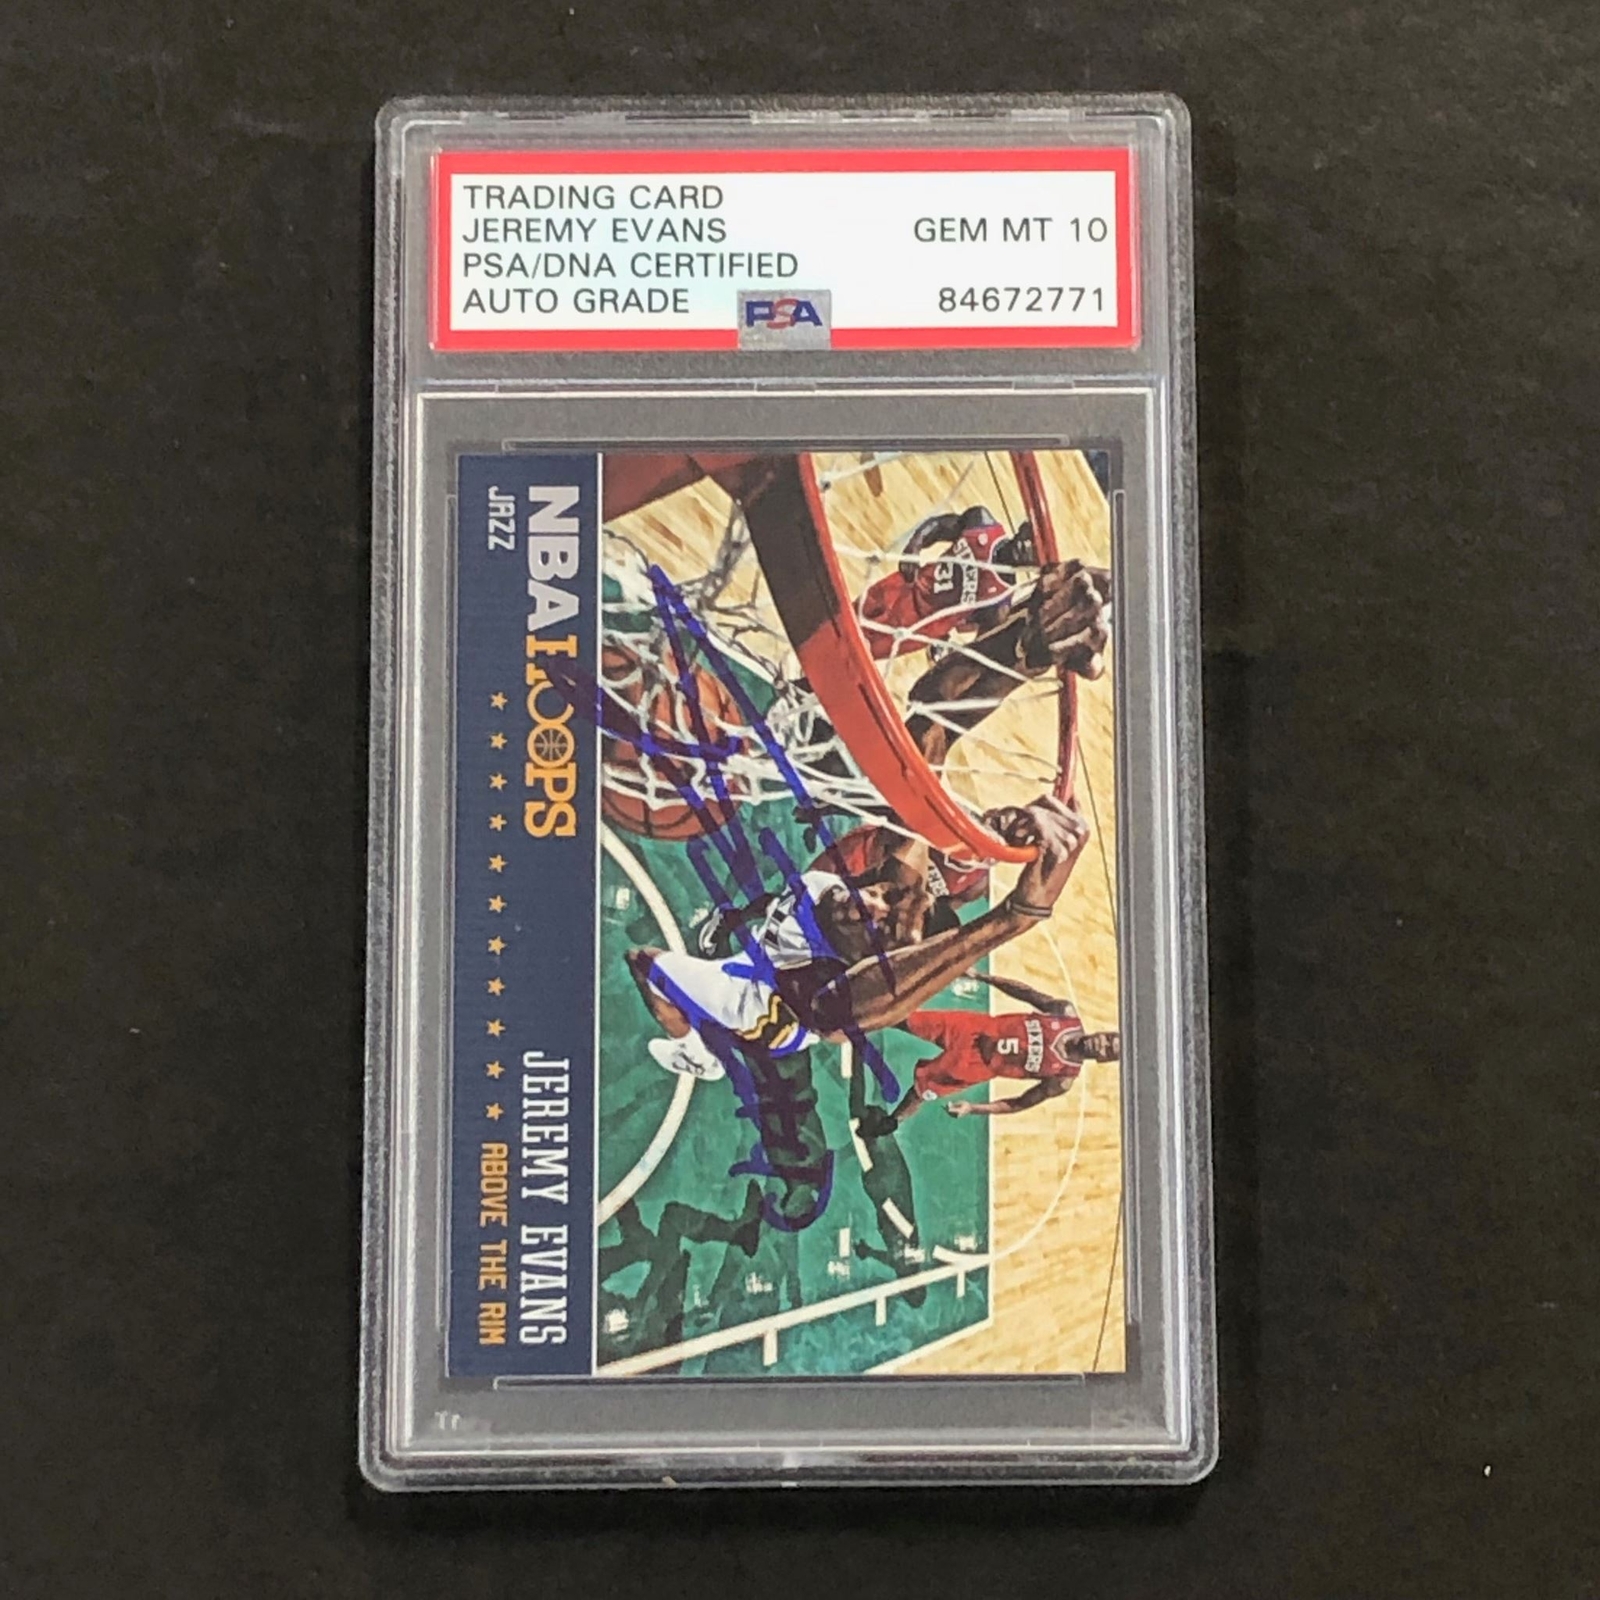 TRADING CARD
JEREMY EVANS
PSA/DNA CERTIFIED
AUTO GRADE
GEM MT 10
84672771
PSA
NBA HOOPS
JAZZ
JEREMY EVANS
ABOVE THE RIM
SIXERS
31
SIXERS
5